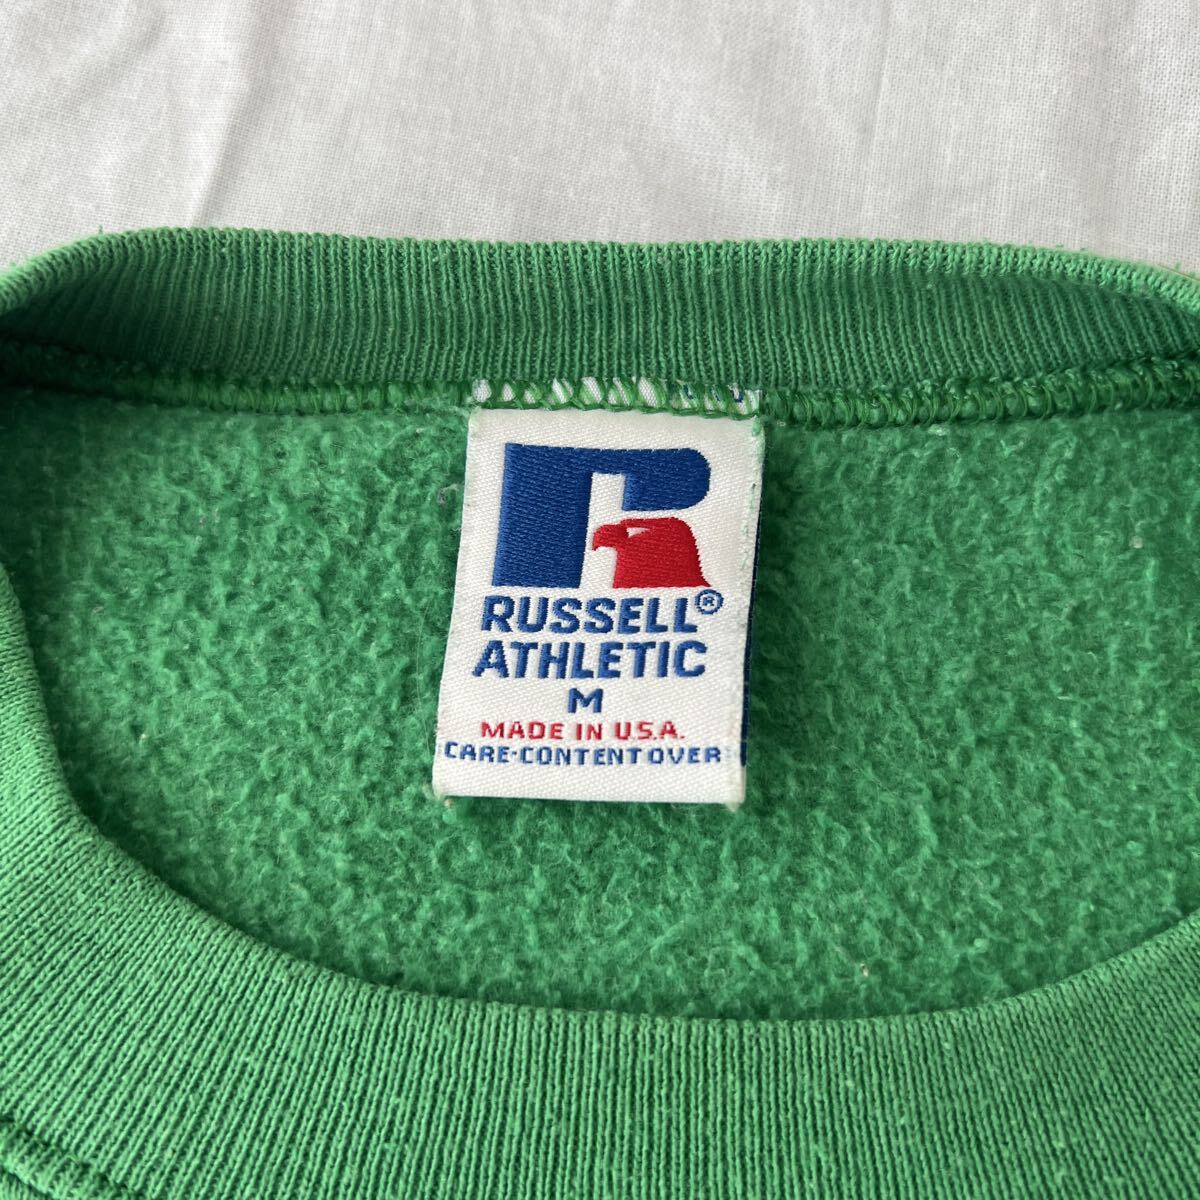 RUSSELL®
ATHLETIC
M
MADE IN U.S.A.
CARE-CONTENT OVER